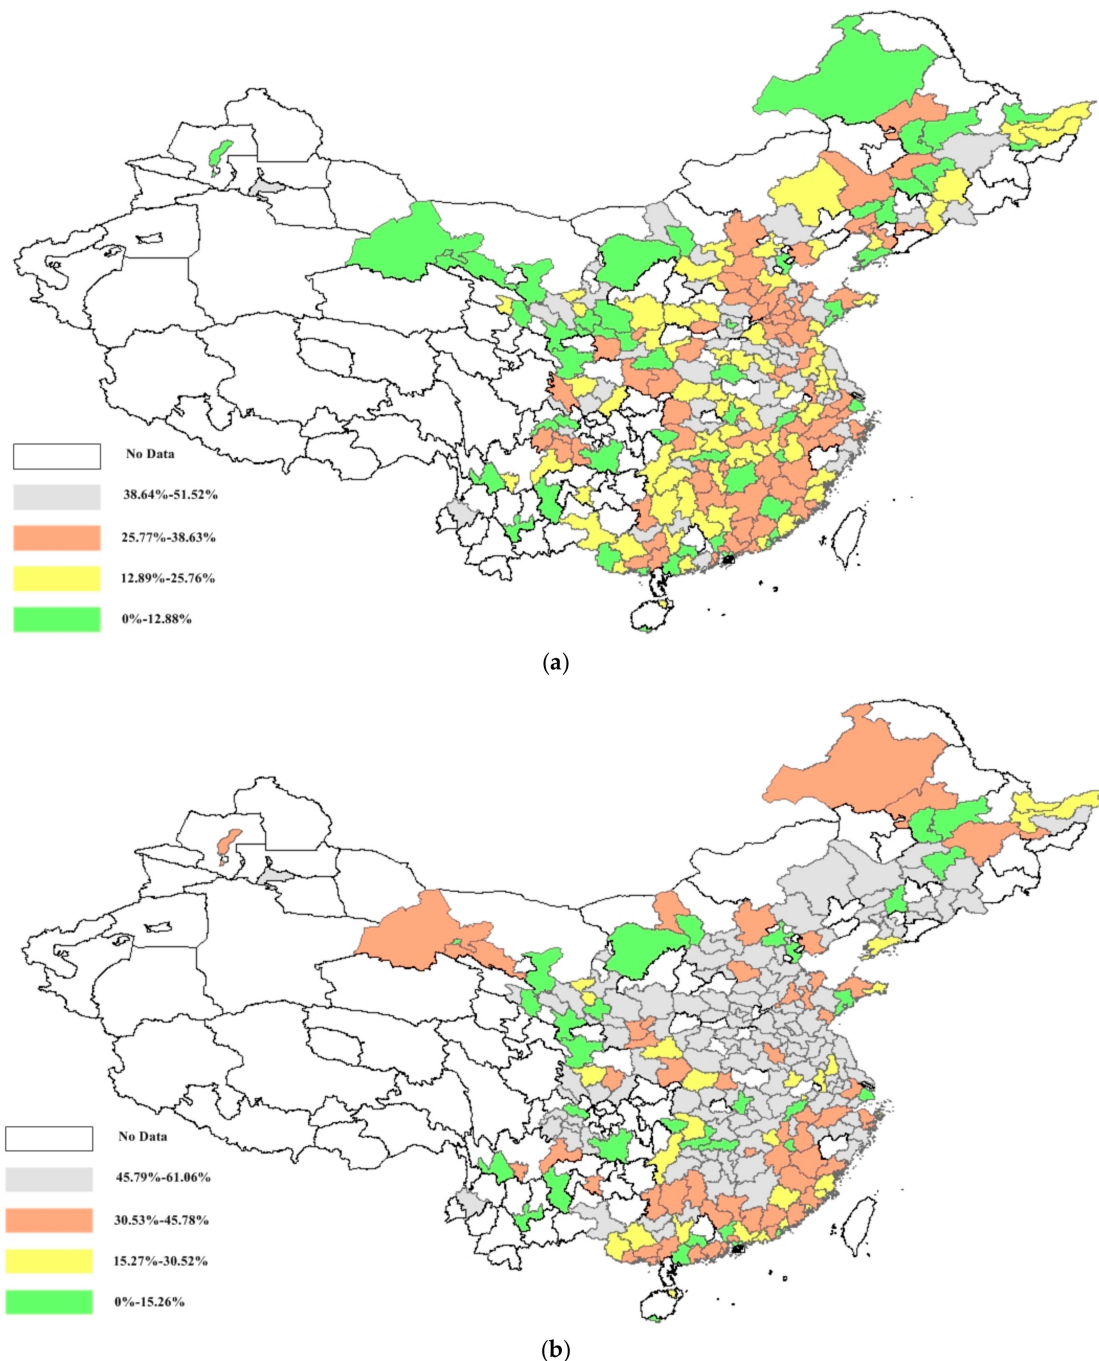 No Data
38.64%-51.52%
25.77%-38.63%
12.89%-25.76%
0%-12.88%
(a)
No Data
45.79%-61.06%
30.53%-45.78%
15.27%-30.52%
0%-15.26%
(b)